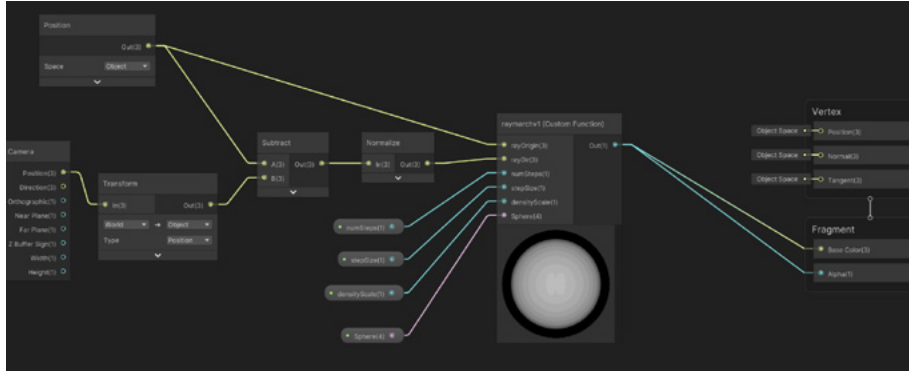 Position
Out(3)
Space
Object
Camera
Position(3)
Direction(3)
Orthographic(1)
Near Plane(1)
Far Plane(1)
Z Buffer Sign(1)
Width(1)
Height(1)
Transform
In(3)
Out(3)
World
Object
Type
Position
Subtract
A(3)
Out(3)
B(3)
Normalize
In(3)
Out(3)
numSteps(1)
stepSize(1)
densityScale(1)
Sphere(4)
raymarchv1 (Custom Function)
rayOrigin(3)
Out(1)
rayDir(3)
numSteps(1)
stepSize(1)
densityScale(1)
Sphere(4)
Vertex
Object Space
Position(3)
Object Space
Normal(3)
Object Space
Tangent(3)
Fragment
Base Color(3)
Alpha(1)